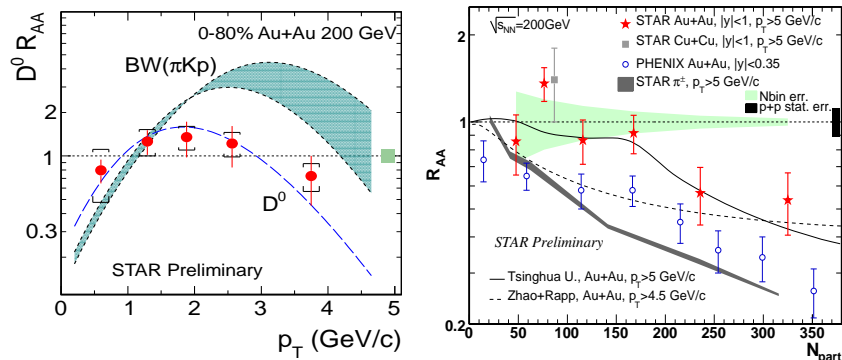 0-80% Au+Au 200 GeV
BW(πKp)
D⁰ R_AA
2
1
0.3
D⁰
STAR Preliminary
0 1 2 3 4 5
p_T (GeV/c)
√s_NN=200GeV
STAR Au+Au, |y|<1, p_T>5 GeV/c
STAR Cu+Cu, |y|<1, p_T>5 GeV/c
PHENIX Au+Au, |y|<0.35
STAR π±, p_T>5 GeV/c
Nbin err.
p+p stat. err.
R_AA
2
1
0.2
STAR Preliminary
Tsinghua U., Au+Au, p_T>5 GeV/c
Zhao+Rapp, Au+Au, p_T>4.5 GeV/c
0 50 100 150 200 250 300 350
N_part